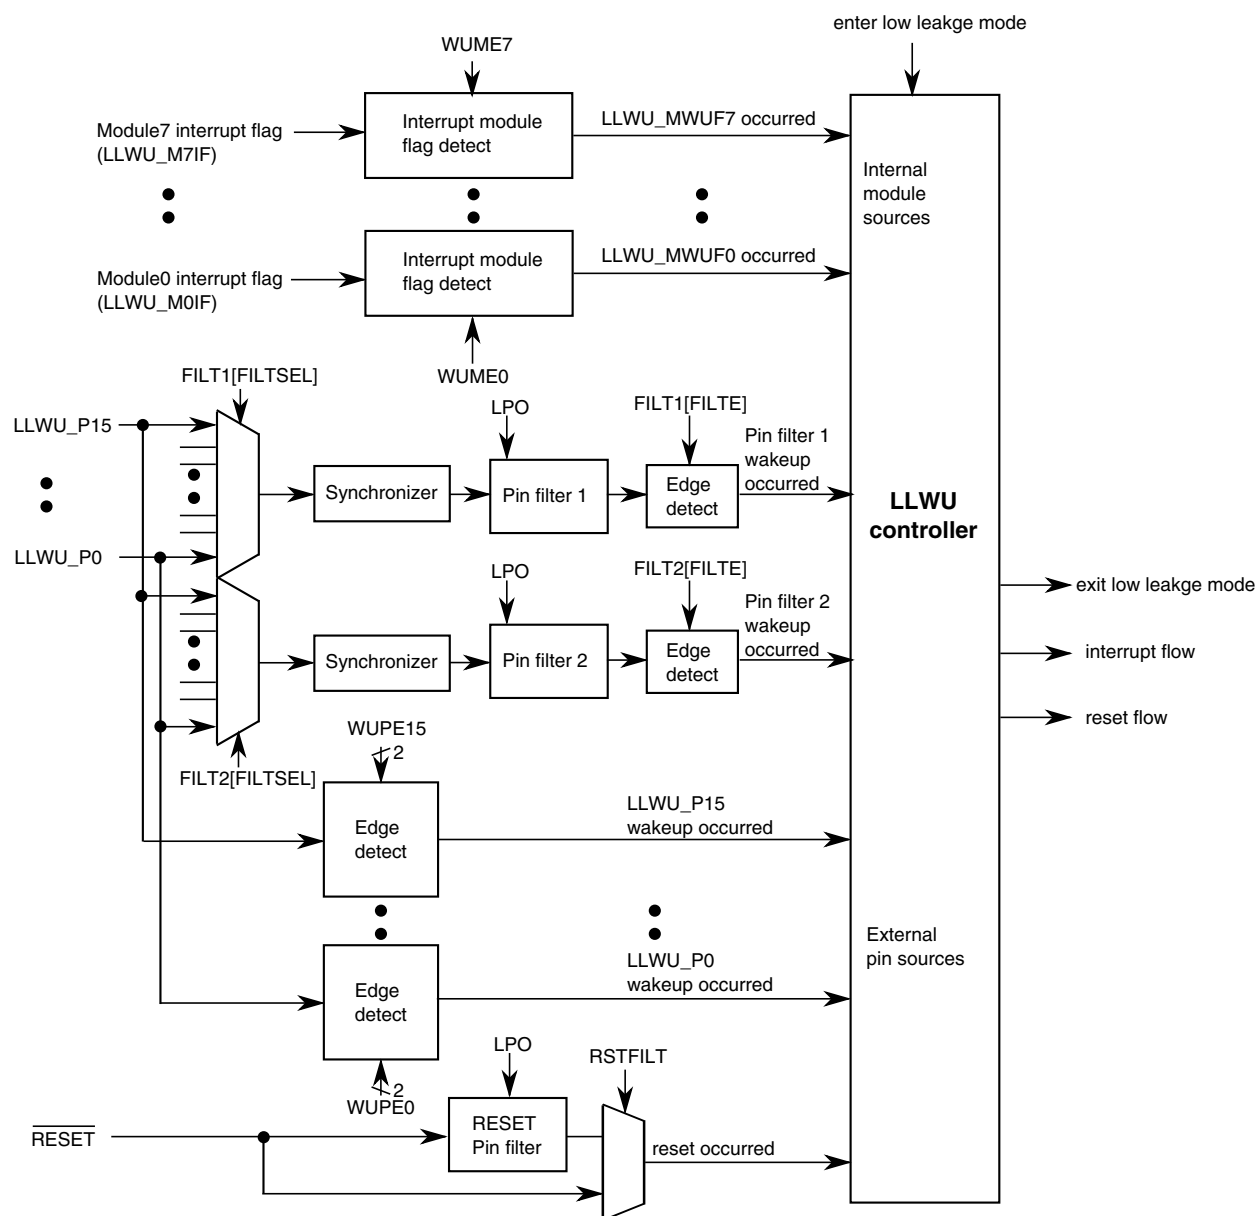 enter low leakge mode
WUME7
Module7 interrupt flag
(LLWU_M7IF)
Interrupt module
flag detect
LLWU_MWUF7 occurred
Internal
module
sources
Module0 interrupt flag
(LLWU_M0IF)
Interrupt module
flag detect
LLWU_MWUF0 occurred
WUME0
FILT1[FILTSEL]
LLWU_P15
LLWU_P0
Synchronizer
LPO
Pin filter 1
FILT1[FILTE]
Edge
detect
Pin filter 1
wakeup
occurred
LLWU
controller
Synchronizer
LPO
Pin filter 2
FILT2[FILTE]
Edge
detect
Pin filter 2
wakeup
occurred
FILT2[FILTSEL]
exit low leakge mode
interrupt flow
reset flow
WUPE15
2
Edge
detect
LLWU_P15
wakeup occurred
Edge
detect
LLWU_P0
wakeup occurred
2
WUPE0
External
pin sources
RESET
LPO
RESET
Pin filter
RSTFILT
reset occurred